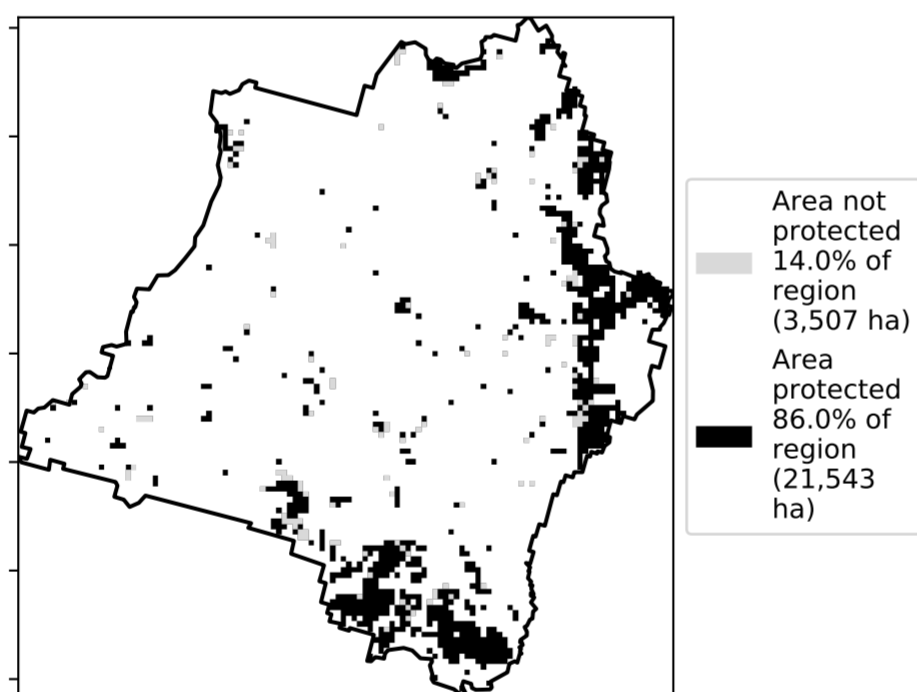 Area not
protected
14.0% of
region
(3,507 ha)
Area
protected
86.0% of
region
(21,543
ha)